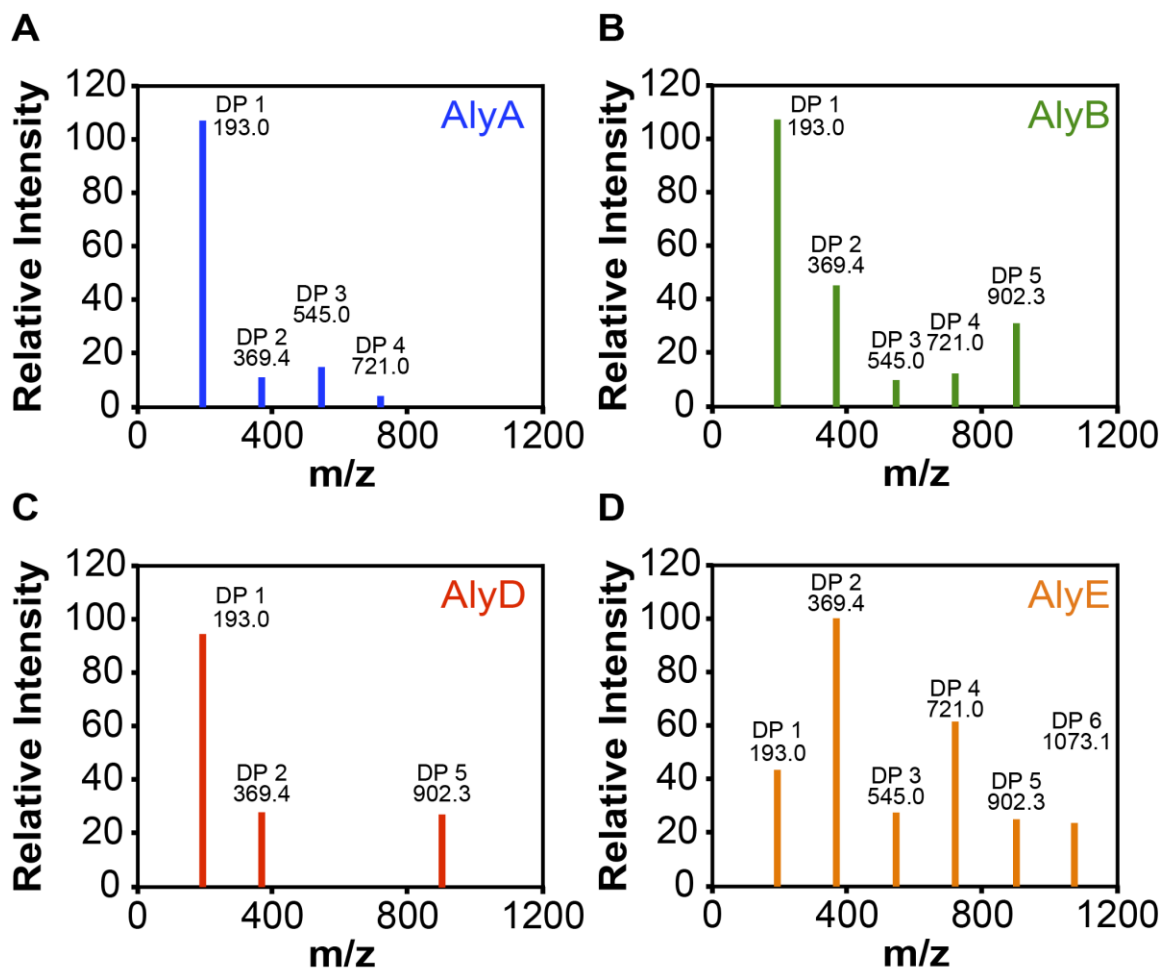 A
120
100
80
60
40
20
0
Relative Intensity
DP 1
193.0
AlyA
DP 2
369.4
DP 3
545.0
DP 4
721.0
0
400
800
1200
m/z
B
120
100
80
60
40
20
0
Relative Intensity
DP 1
193.0
AlyB
DP 2
369.4
DP 3
545.0
DP 4
721.0
DP 5
902.3
0
400
800
1200
m/z
C
120
100
80
60
40
20
0
Relative Intensity
DP 1
193.0
AlyD
DP 2
369.4
DP 5
902.3
0
400
800
1200
m/z
D
120
100
80
60
40
20
0
Relative Intensity
DP 1
193.0
DP 2
369.4
AlyE
DP 3
545.0
DP 4
721.0
DP 5
902.3
DP 6
1073.1
0
400
800
1200
m/z